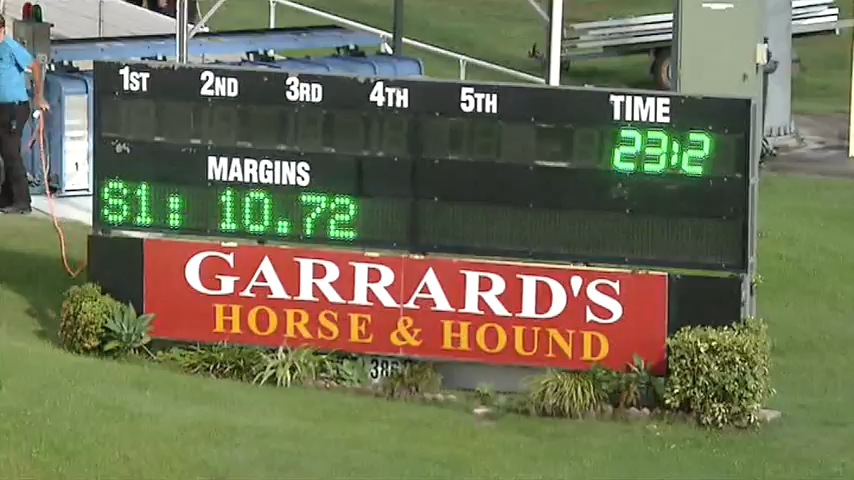 1ST 2ND 3RD 4TH 5TH TIME
23:2
MARGINS
S1: 10.72
GARRARD'S
HORSE & HOUND